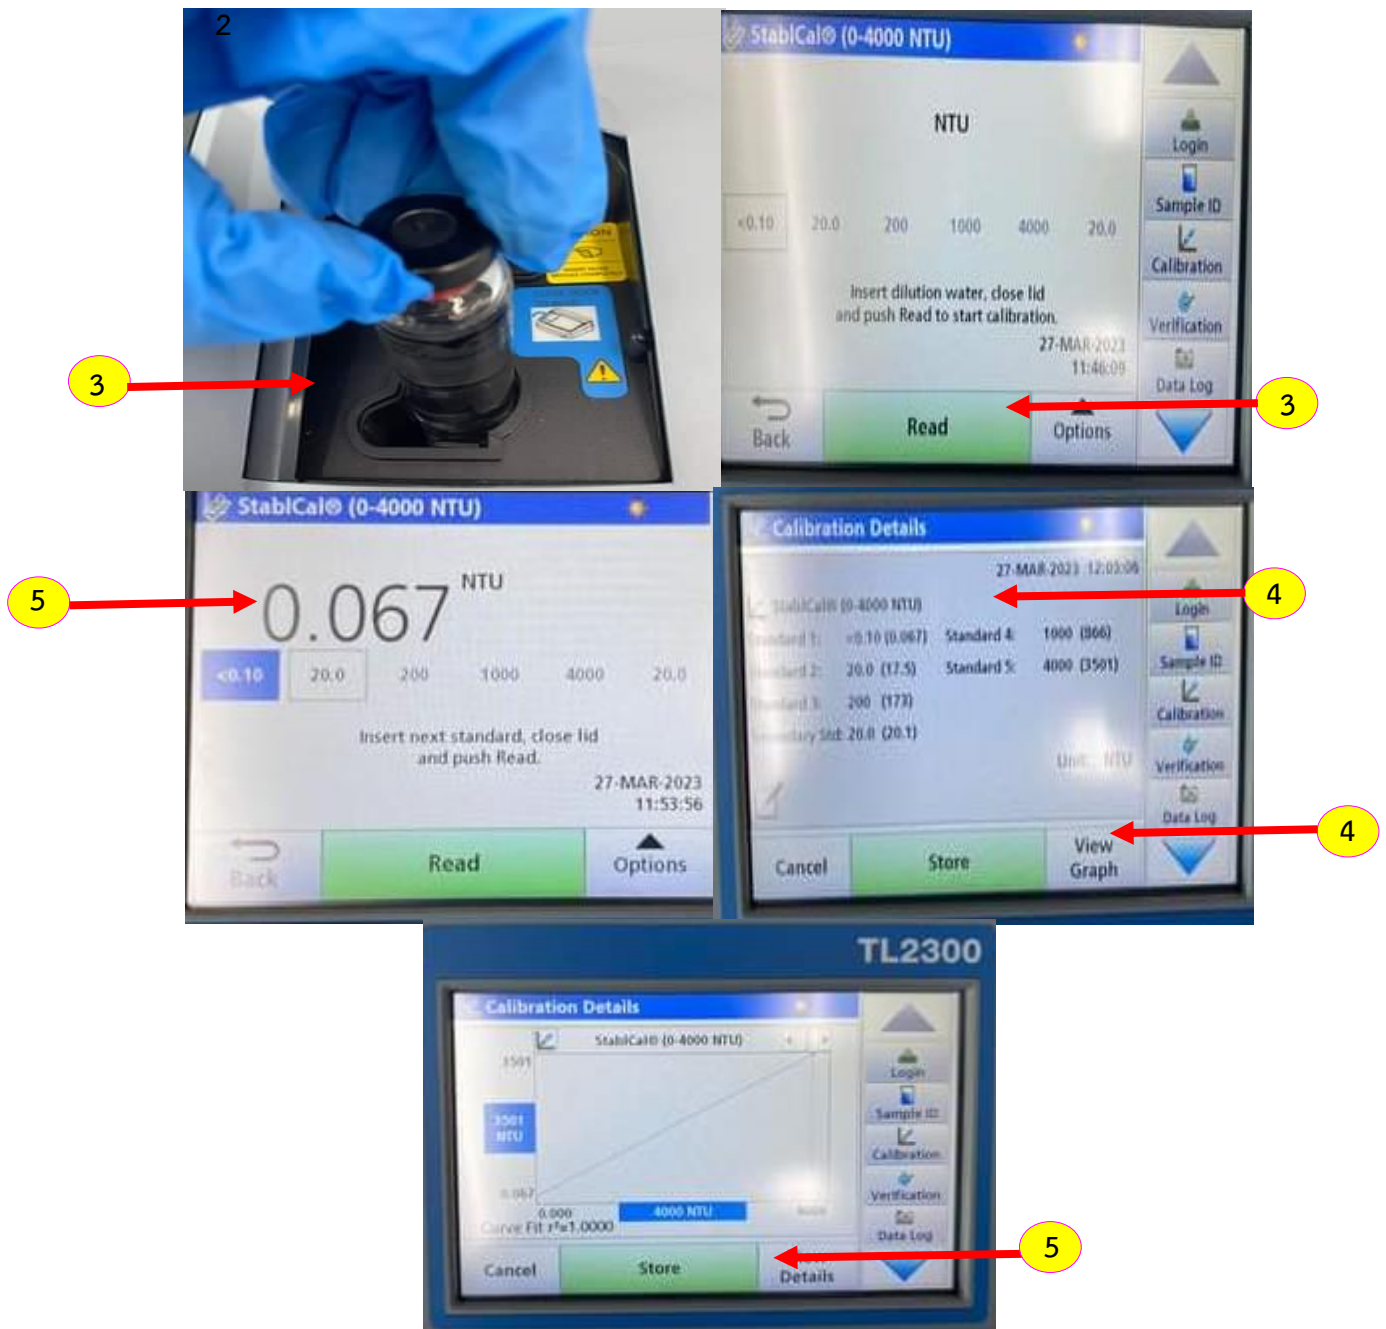 2
3
StablCal® (0-4000 NTU)
NTU
<0.10 20.0 200 1000 4000 20.0
Insert dilution water, close lid
and push Read to start calibration.
27-MAR-2023
11:46:09
Back Read Options
Login
Sample ID
Calibration
Verification
Data Log
3
5
StablCal® (0-4000 NTU)
0.067 NTU
<0.10 20.0 200 1000 4000 20.0
Insert next standard, close lid
and push Read.
27-MAR-2023
11:53:56
Back Read Options
Calibration Details
27-MAR-2023 12:03:06
StablCal® (0-4000 NTU)
Standard 1: <0.10 (0.067) Standard 4: 1000 (866)
Standard 2: 20.0 (17.5) Standard 5: 4000 (3501)
Standard 3: 200 (173)
Secondary Std: 20.0 (20.1)
Unit: NTU
Cancel Store View Graph
Login
Sample ID
Calibration
Verification
Data Log
4
4
TL2300
Calibration Details
StablCal® (0-4000 NTU)
3501
3501
NTU
0.067
0.000 4000 NTU
Curve Fit r²=1.0000
Cancel Store Details
Login
Sample ID
Calibration
Verification
Data Log
5